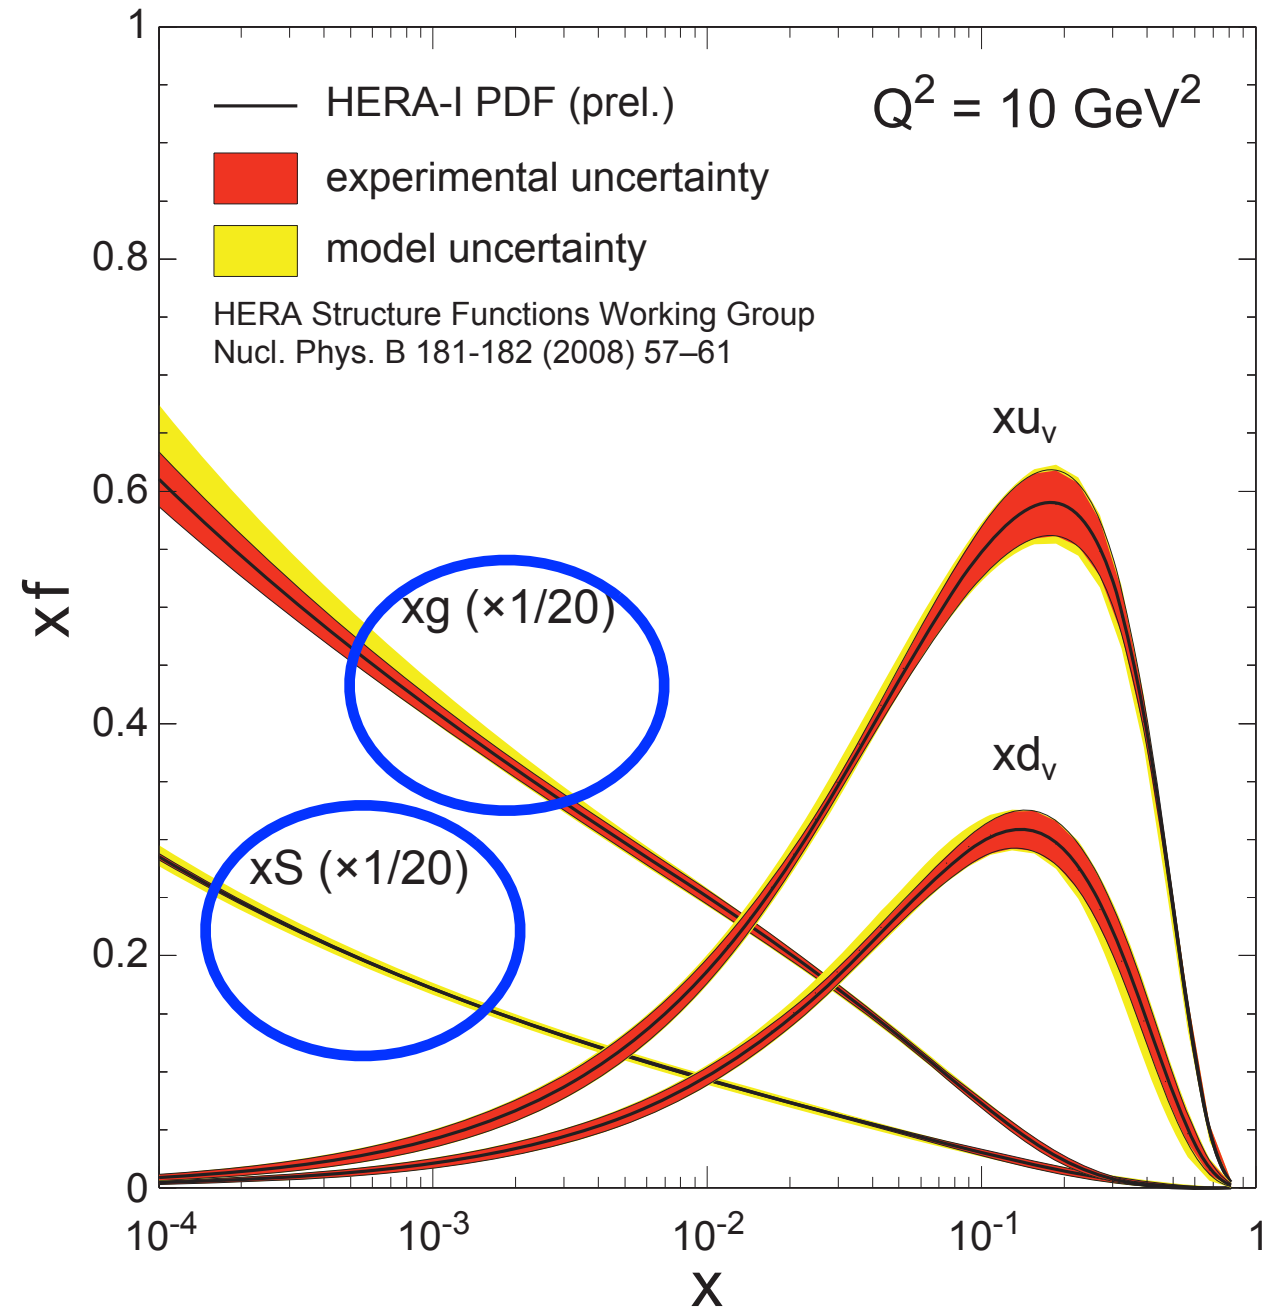 1
HERA-I PDF (prel.)
Q² = 10 GeV²
experimental uncertainty
0.8
model uncertainty
HERA Structure Functions Working Group
Nucl. Phys. B 181-182 (2008) 57–61
xuᵥ
0.6
xf
xg (×1/20)
0.4
xdᵥ
xS (×1/20)
0.2
0
10⁻⁴ 10⁻³ 10⁻² 10⁻¹ 1
x